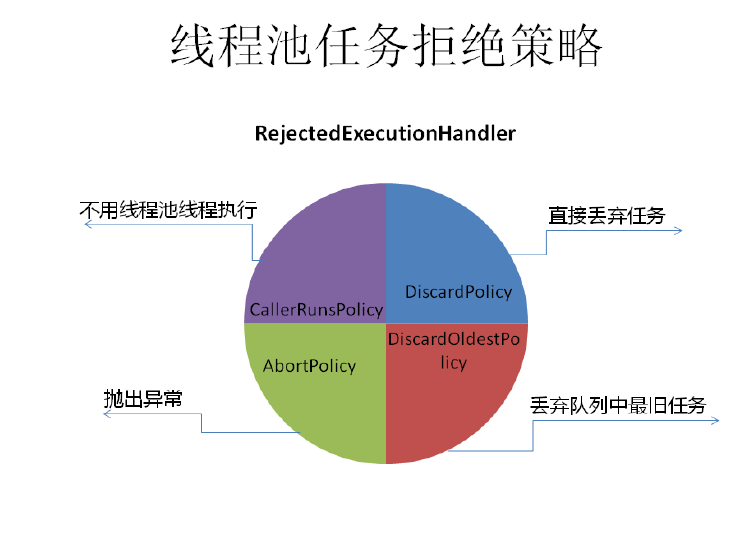 线程池任务拒绝策略
RejectedExecutionHandler
不用线程池线程执行
直接丢弃任务
DiscardPolicy
CallerRunsPolicy
DiscardOldestPo
licy
AbortPolicy
抛出异常
丢弃队列中最旧任务